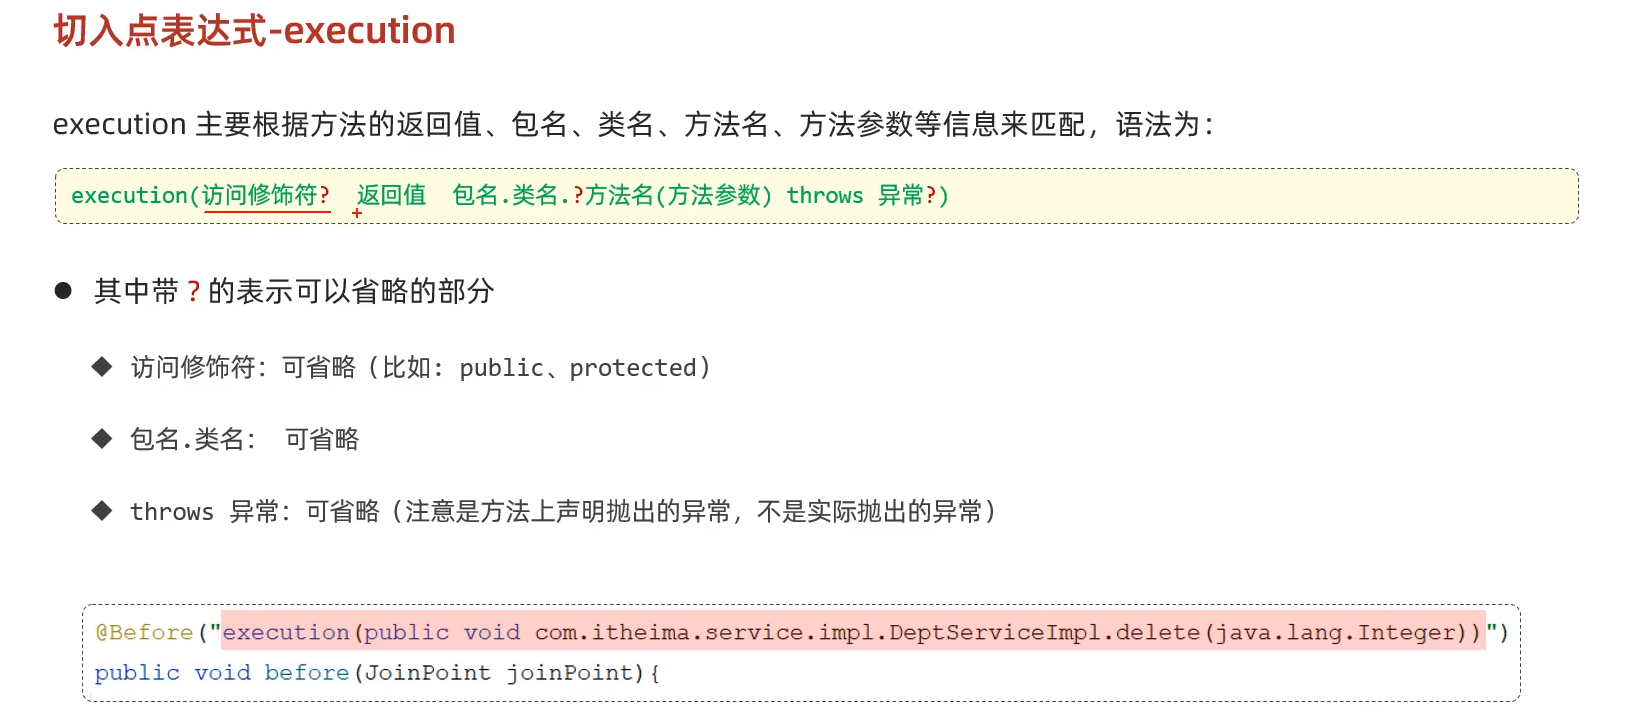 切入点表达式-execution
execution 主要根据方法的返回值、包名、类名、方法名、方法参数等信息来匹配，语法为：
execution(访问修饰符?  返回值  包名.类名.?方法名(方法参数) throws 异常?)
● 其中带 ? 的表示可以省略的部分
◆ 访问修饰符：可省略（比如: public、protected）
◆ 包名.类名： 可省略
◆ throws 异常：可省略（注意是方法上声明抛出的异常，不是实际抛出的异常）
@Before("execution(public void com.itheima.service.impl.DeptServiceImpl.delete(java.lang.Integer))")
public void before(JoinPoint joinPoint){